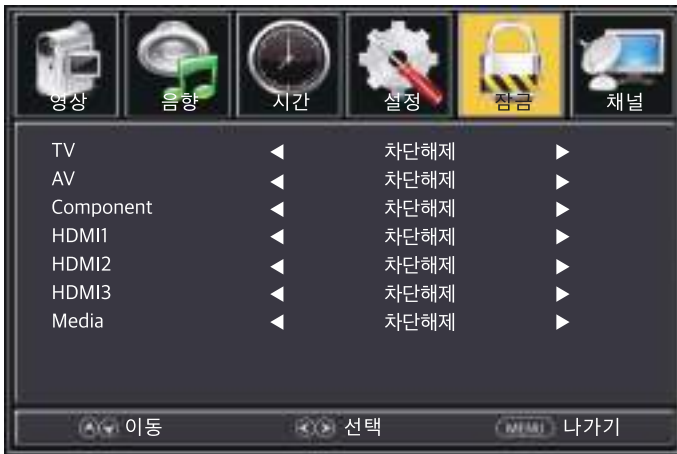 영상 음향 시간 설정 잠금 채널
TV 차단해제
AV 차단해제
Component 차단해제
HDMI1 차단해제
HDMI2 차단해제
HDMI3 차단해제
Media 차단해제
이동 선택 MENU 나가기